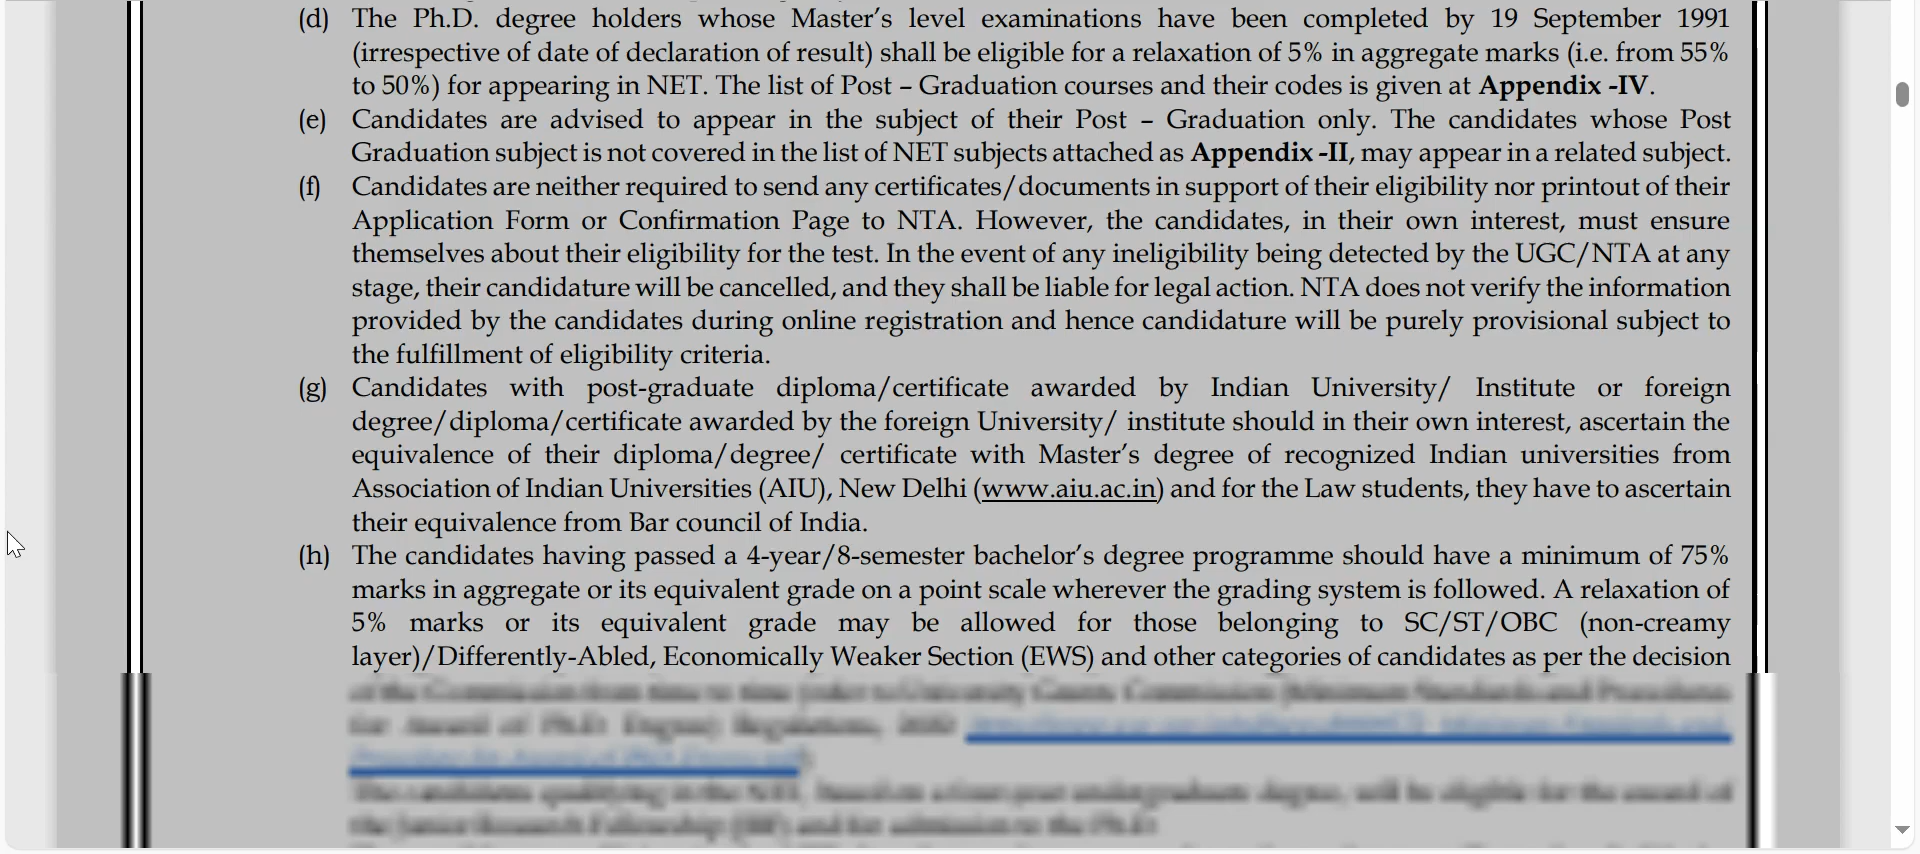 (d) The Ph.D. degree holders whose Master's level examinations have been completed by 19 September 1991
(irrespective of date of declaration of result) shall be eligible for a relaxation of 5% in aggregate marks (i.e. from 55%
to 50%) for appearing in NET. The list of Post – Graduation courses and their codes is given at Appendix -IV.
(e) Candidates are advised to appear in the subject of their Post – Graduation only. The candidates whose Post
Graduation subject is not covered in the list of NET subjects attached as Appendix -II, may appear in a related subject.
(f) Candidates are neither required to send any certificates/documents in support of their eligibility nor printout of their
Application Form or Confirmation Page to NTA. However, the candidates, in their own interest, must ensure
themselves about their eligibility for the test. In the event of any ineligibility being detected by the UGC/NTA at any
stage, their candidature will be cancelled, and they shall be liable for legal action. NTA does not verify the information
provided by the candidates during online registration and hence candidature will be purely provisional subject to
the fulfillment of eligibility criteria.
(g) Candidates with post-graduate diploma/certificate awarded by Indian University/ Institute or foreign
degree/diploma/certificate awarded by the foreign University/ institute should in their own interest, ascertain the
equivalence of their diploma/degree/ certificate with Master's degree of recognized Indian universities from
Association of Indian Universities (AIU), New Delhi (www.aiu.ac.in) and for the Law students, they have to ascertain
their equivalence from Bar council of India.
(h) The candidates having passed a 4-year/8-semester bachelor's degree programme should have a minimum of 75%
marks in aggregate or its equivalent grade on a point scale wherever the grading system is followed. A relaxation of
5% marks or its equivalent grade may be allowed for those belonging to SC/ST/OBC (non-creamy
layer)/Differently-Abled, Economically Weaker Section (EWS) and other categories of candidates as per the decision